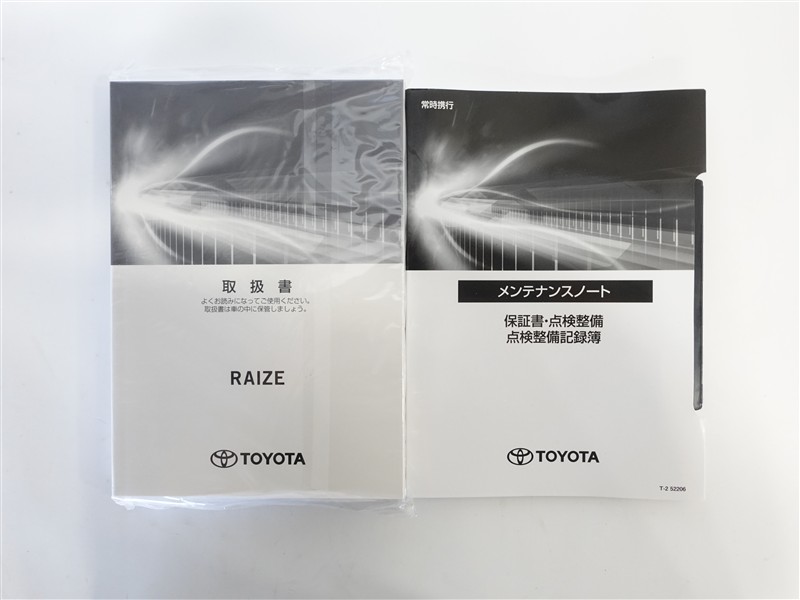 取扱書
よくお読みになってご使用ください。
取扱書は車の中に保管しましょう。
RAIZE
TOYOTA
常時携行
メンテナンスノート
保証書・点検整備
点検整備記録簿
TOYOTA
T-2 52206